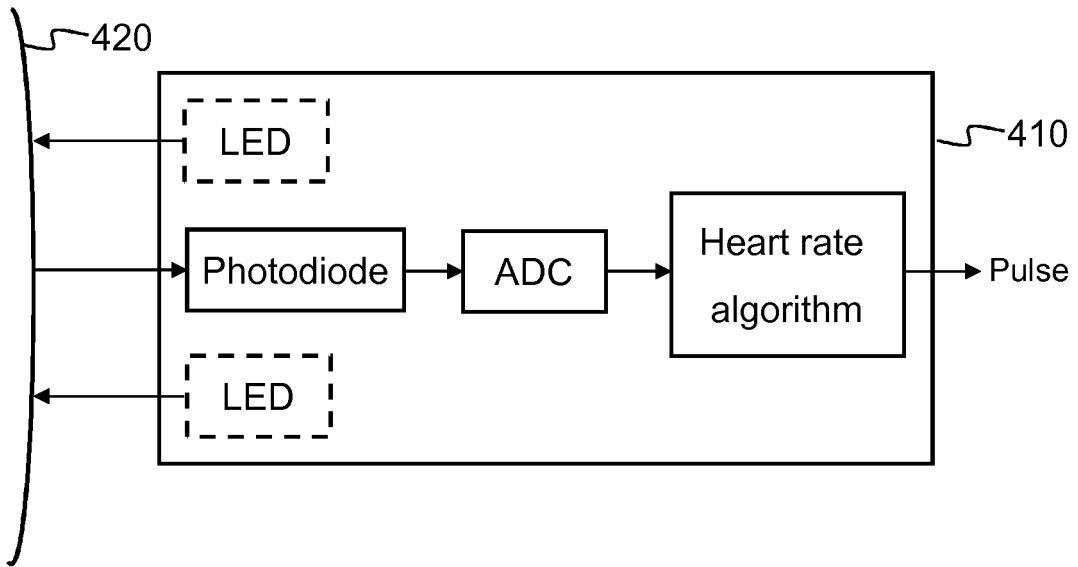 420
LED
410
Photodiode
ADC
Heart rate
algorithm
Pulse
LED